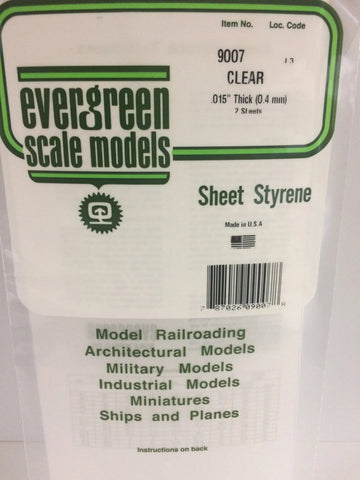 Item No. Loc. Code
9007 J3
CLEAR
.015" Thick (0.4 mm)
2 Sheets
evergreen
scale models
Sheet Styrene
Made in U.S.A
Model Railroading
Architectural Models
Military Models
Industrial Models
Miniatures
Ships and Planes
Instructions on back